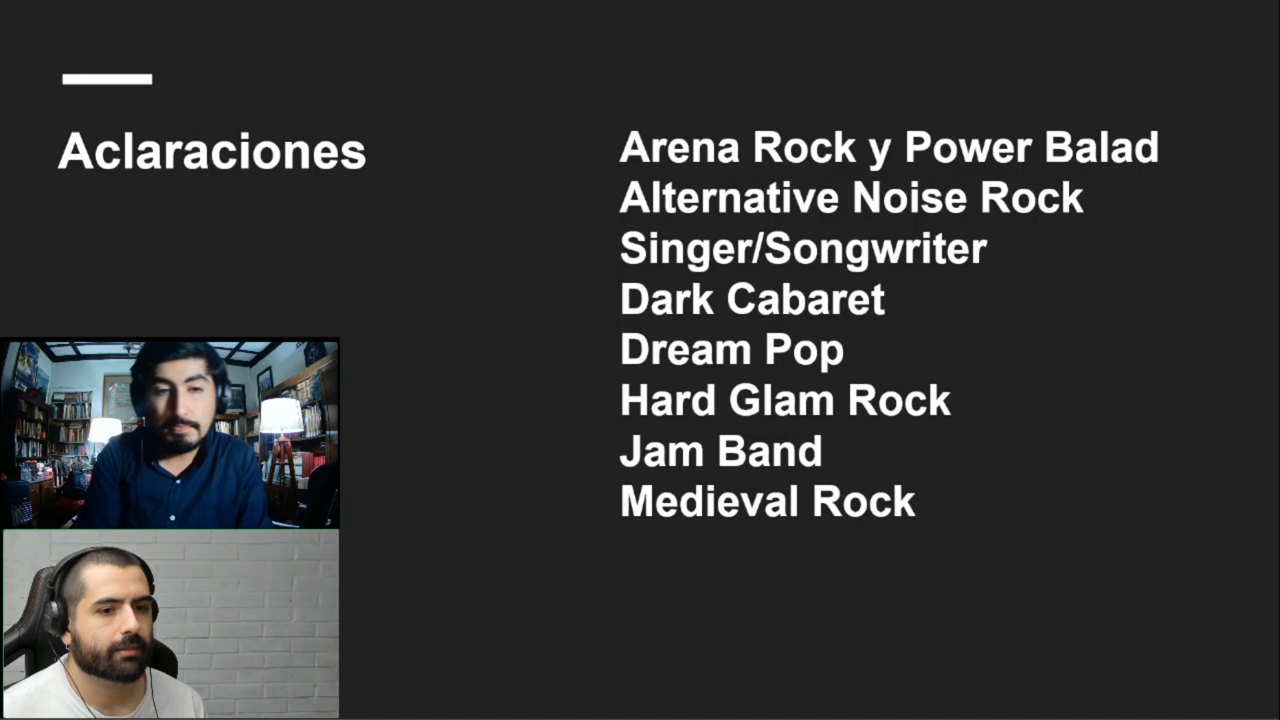 Aclaraciones
Arena Rock y Power Balad
Alternative Noise Rock
Singer/Songwriter
Dark Cabaret
Dream Pop
Hard Glam Rock
Jam Band
Medieval Rock